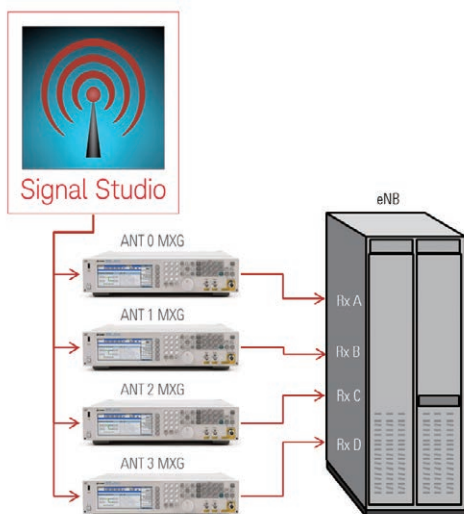 Signal Studio
eNB
ANT 0 MXG
Rx A
ANT 1 MXG
Rx B
ANT 2 MXG
Rx C
ANT 3 MXG
Rx D